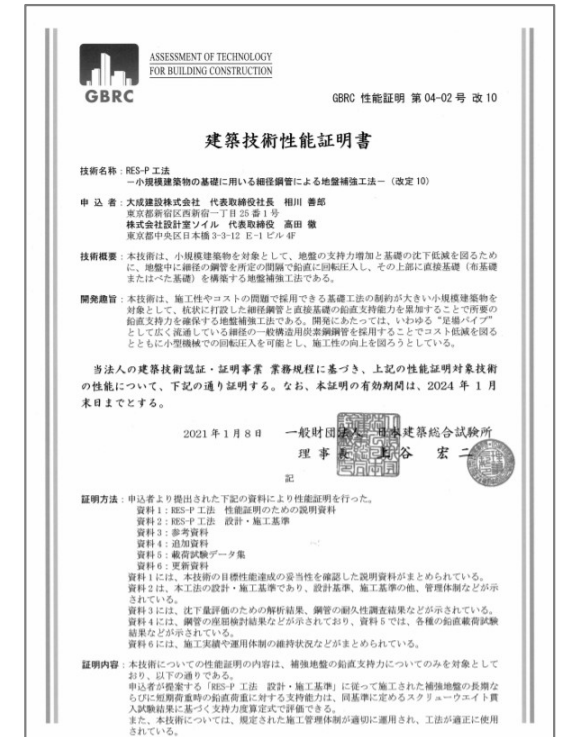 ASSESSMENT OF TECHNOLOGY
FOR BUILDING CONSTRUCTION
GBRC
GBRC 性能証明 第04-02号 改10
建築技術性能証明書
技術名称：RES-P工法
－小規模建築物の基礎に用いる細径鋼管による地盤補強工法－（改定10）
申込者：大成建設株式会社 代表取締役社長 相川 善郎
東京都新宿区西新宿一丁目25番1号
株式会社設計室ソイル 代表取締役 高田 徹
東京都中央区日本橋3-3-12 E-1ビル4F
技術概要：本技術は、小規模建築物を対象として、地盤の支持力増加と基礎の沈下低減を図るため
に、地盤中に細径の鋼管を所定の間隔で鉛直に回転圧入し、その上部に直接基礎（布基礎
またはべた基礎）を構築する地盤補強工法である。
開発趣旨：本技術は、施工性やコストの問題で採用できる基礎工法の制約が大きい小規模建築物を
対象として、杭状に打設した細径鋼管と直接基礎の鉛直支持能力を累加することで所要の
鉛直支持力を確保する地盤補強工法である。開発にあたっては、いわゆる“足場パイプ”
として広く流通している細径の一般構造用炭素鋼鋼管を採用することでコスト低減を図る
とともに小型機械での回転圧入を可能とし、施工性の向上を図ろうとしている。
当法人の建築技術認証・証明事業 業務規程に基づき、上記の性能証明対象技術
の性能について、下記の通り証明する。なお、本証明の有効期間は、2024年1月
末日までとする。
2021年1月8日 一般財団法人 日本建築総合試験所
理事長 上谷 宏二
記
証明方法：申込者より提出された下記の資料により性能証明を行った。
資料1：RES-P工法 性能証明のための説明資料
資料2：RES-P工法 設計・施工基準
資料3：参考資料
資料4：追加資料
資料5：載荷試験データ集
資料6：更新資料
資料1には、本技術の目標性能達成の妥当性を確認した説明資料がまとめられている。
資料2は、本工法の設計・施工基準であり、設計基準、施工基準の他、管理体制などが示
されている。
資料3には、沈下量評価のための解析結果、鋼管の耐久性調査結果などが示されている。
資料4には、鋼管の座屈検討結果などが示されており、資料5では、各種の鉛直載荷試験
結果などが示されている。
資料6には、施工実績や運用体制の維持状況などがまとめられている。
証明内容：本技術についての性能証明の内容は、補強地盤の鉛直支持力についてのみを対象として
おり、以下の通りである。
申込者が提案する「RES-P工法 設計・施工基準」に従って施工された補強地盤の長期な
らびに短期荷重時の鉛直荷重に対する支持能力は、同基準に定めるスクリューウエイト貫
入試験結果に基づく支持力度算定式で評価できる。
また、本技術については、規定された施工管理体制が適切に運用され、工法が適正に使用
されている。